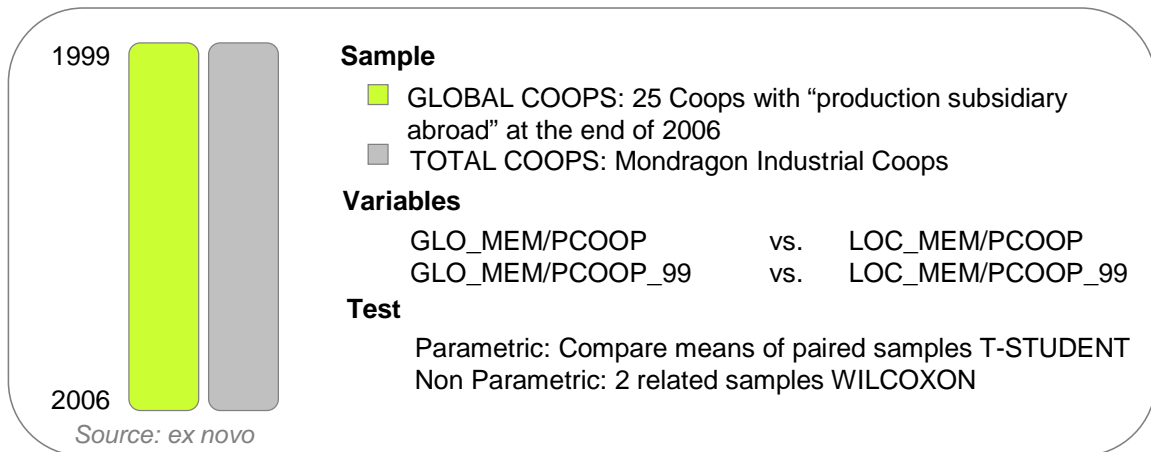 1999
2006
Source: ex novo
Sample
GLOBAL COOPS: 25 Coops with “production subsidiary
abroad” at the end of 2006
TOTAL COOPS: Mondragon Industrial Coops
Variables
GLO_MEM/PCOOP vs. LOC_MEM/PCOOP
GLO_MEM/PCOOP_99 vs. LOC_MEM/PCOOP_99
Test
Parametric: Compare means of paired samples T-STUDENT
Non Parametric: 2 related samples WILCOXON